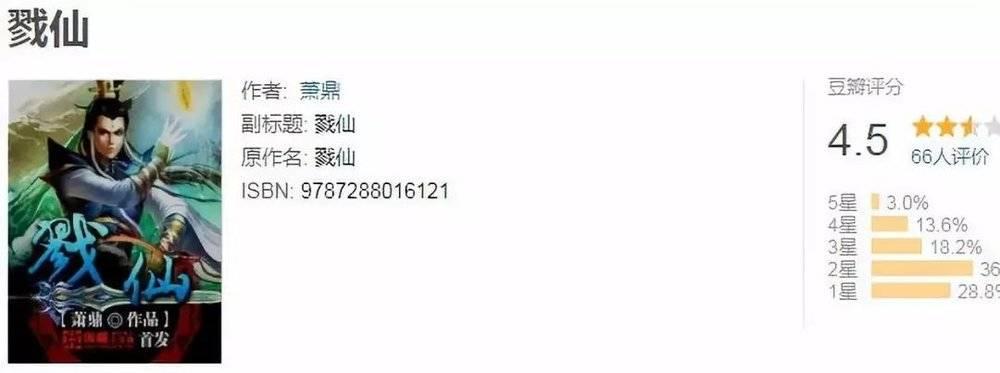 戮仙
作者: 萧鼎
副标题: 戮仙
原作名: 戮仙
ISBN: 9787288016121
豆瓣评分
4.5
66人评价
5星 3.0%
4星 13.6%
3星 18.2%
2星 36
1星 28.8%
戮仙
【萧鼎◎作品】
首发